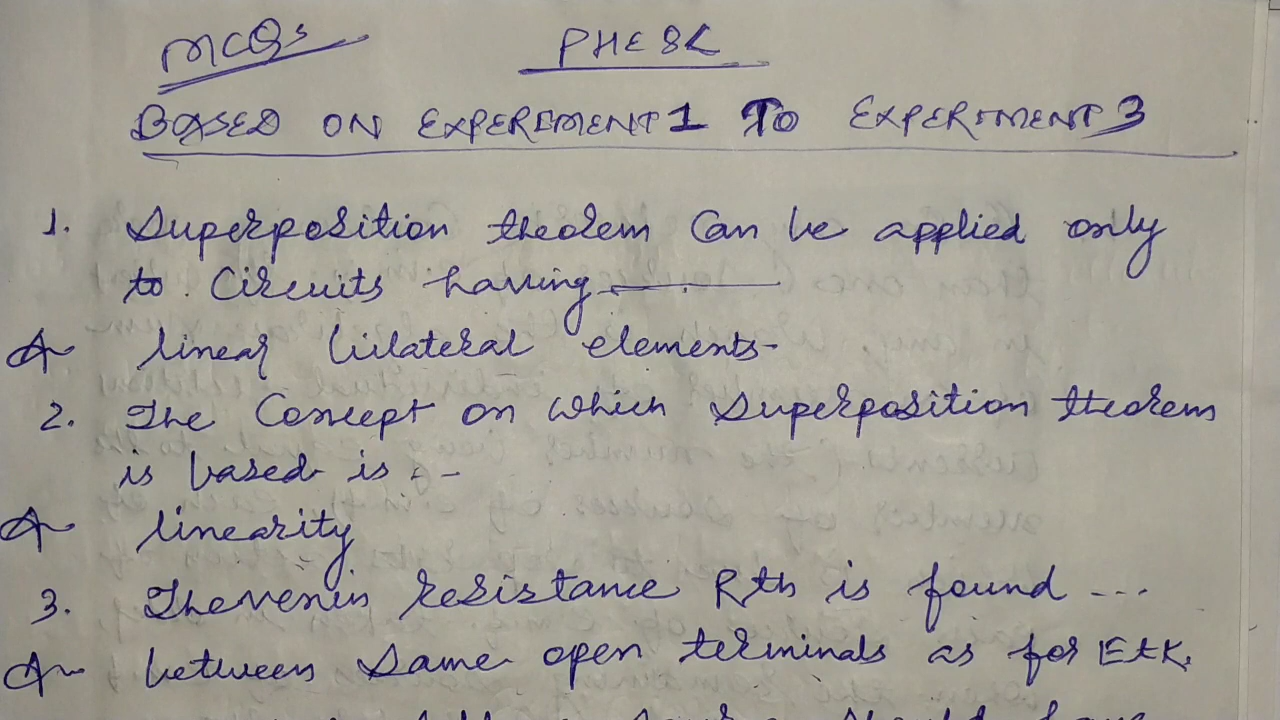 MCQs
PHE8L
BASED ON EXPERIMENT 1 TO EXPERIMENT 3
1. Superposition theorem can be applied only
to circuits having
A linear bilateral elements-
2. The Concept on which superposition theorem
is based is :-
A linearity
3. Thevenin resistance Rth is found ...
A between same open terminals as for Eth.